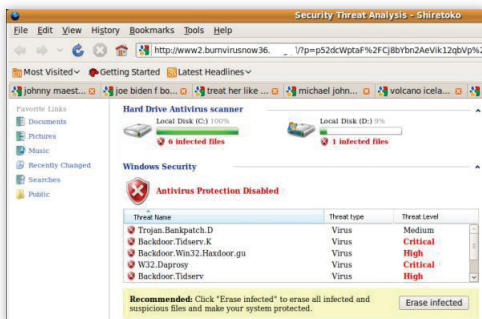 Security Threat Analysis - Shiretoko
File Edit View History Bookmarks Tools Help
http://www2.burnvirusnow36. /?p=p52dcWptaF%2FCj8bYbn2AeVik12qbVp%2
Most Visited Getting Started Latest Headlines
johnny maest... joe biden f bo... treat her like ... michael john... volcano icela...
Favorite Links
Documents
Pictures
Music
Recently Changed
Searches
Public
Hard Drive Antivirus scanner
Local Disk (C:) 100% Local Disk (D:) 9%
6 infected files 1 infected files
Windows Security
Antivirus Protection Disabled
Threat Name Threat type Threat Level
Trojan.Bankpatch.D Virus Medium
Backdoor.Tidserv.K Virus Critical
Backdoor.Win32.Haxdoor.gu Virus High
W32.Daprosy Virus Critical
Backdoor.Tidserv Virus High
Recommended: Click "Erase infected" to erase all infected and
suspicious files and make your system protected.
Erase infected